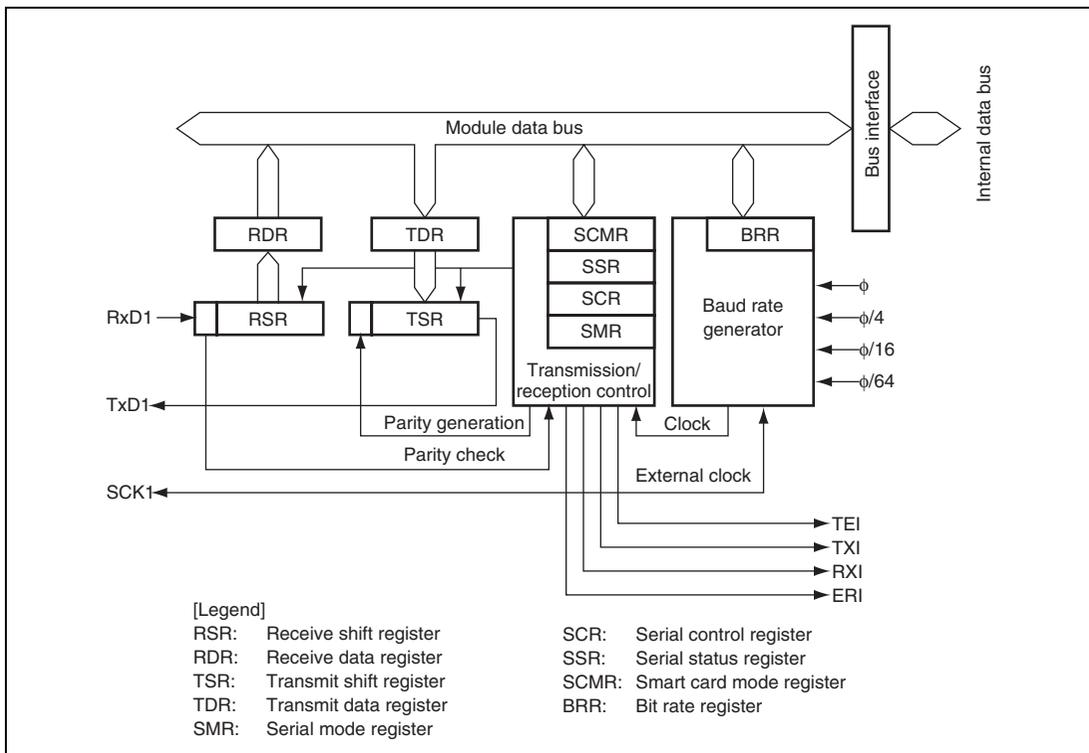 Module data bus
Bus interface
Internal data bus
RDR
TDR
SCMR
BRR
SSR
SCR
SMR
RxD1
RSR
TSR
Baud rate
generator
ϕ
ϕ/4
ϕ/16
ϕ/64
Transmission/
reception control
TxD1
Parity generation
Clock
Parity check
External clock
SCK1
TEI
TXI
RXI
ERI
[Legend]
RSR: Receive shift register
RDR: Receive data register
TSR: Transmit shift register
TDR: Transmit data register
SMR: Serial mode register
SCR: Serial control register
SSR: Serial status register
SCMR: Smart card mode register
BRR: Bit rate register